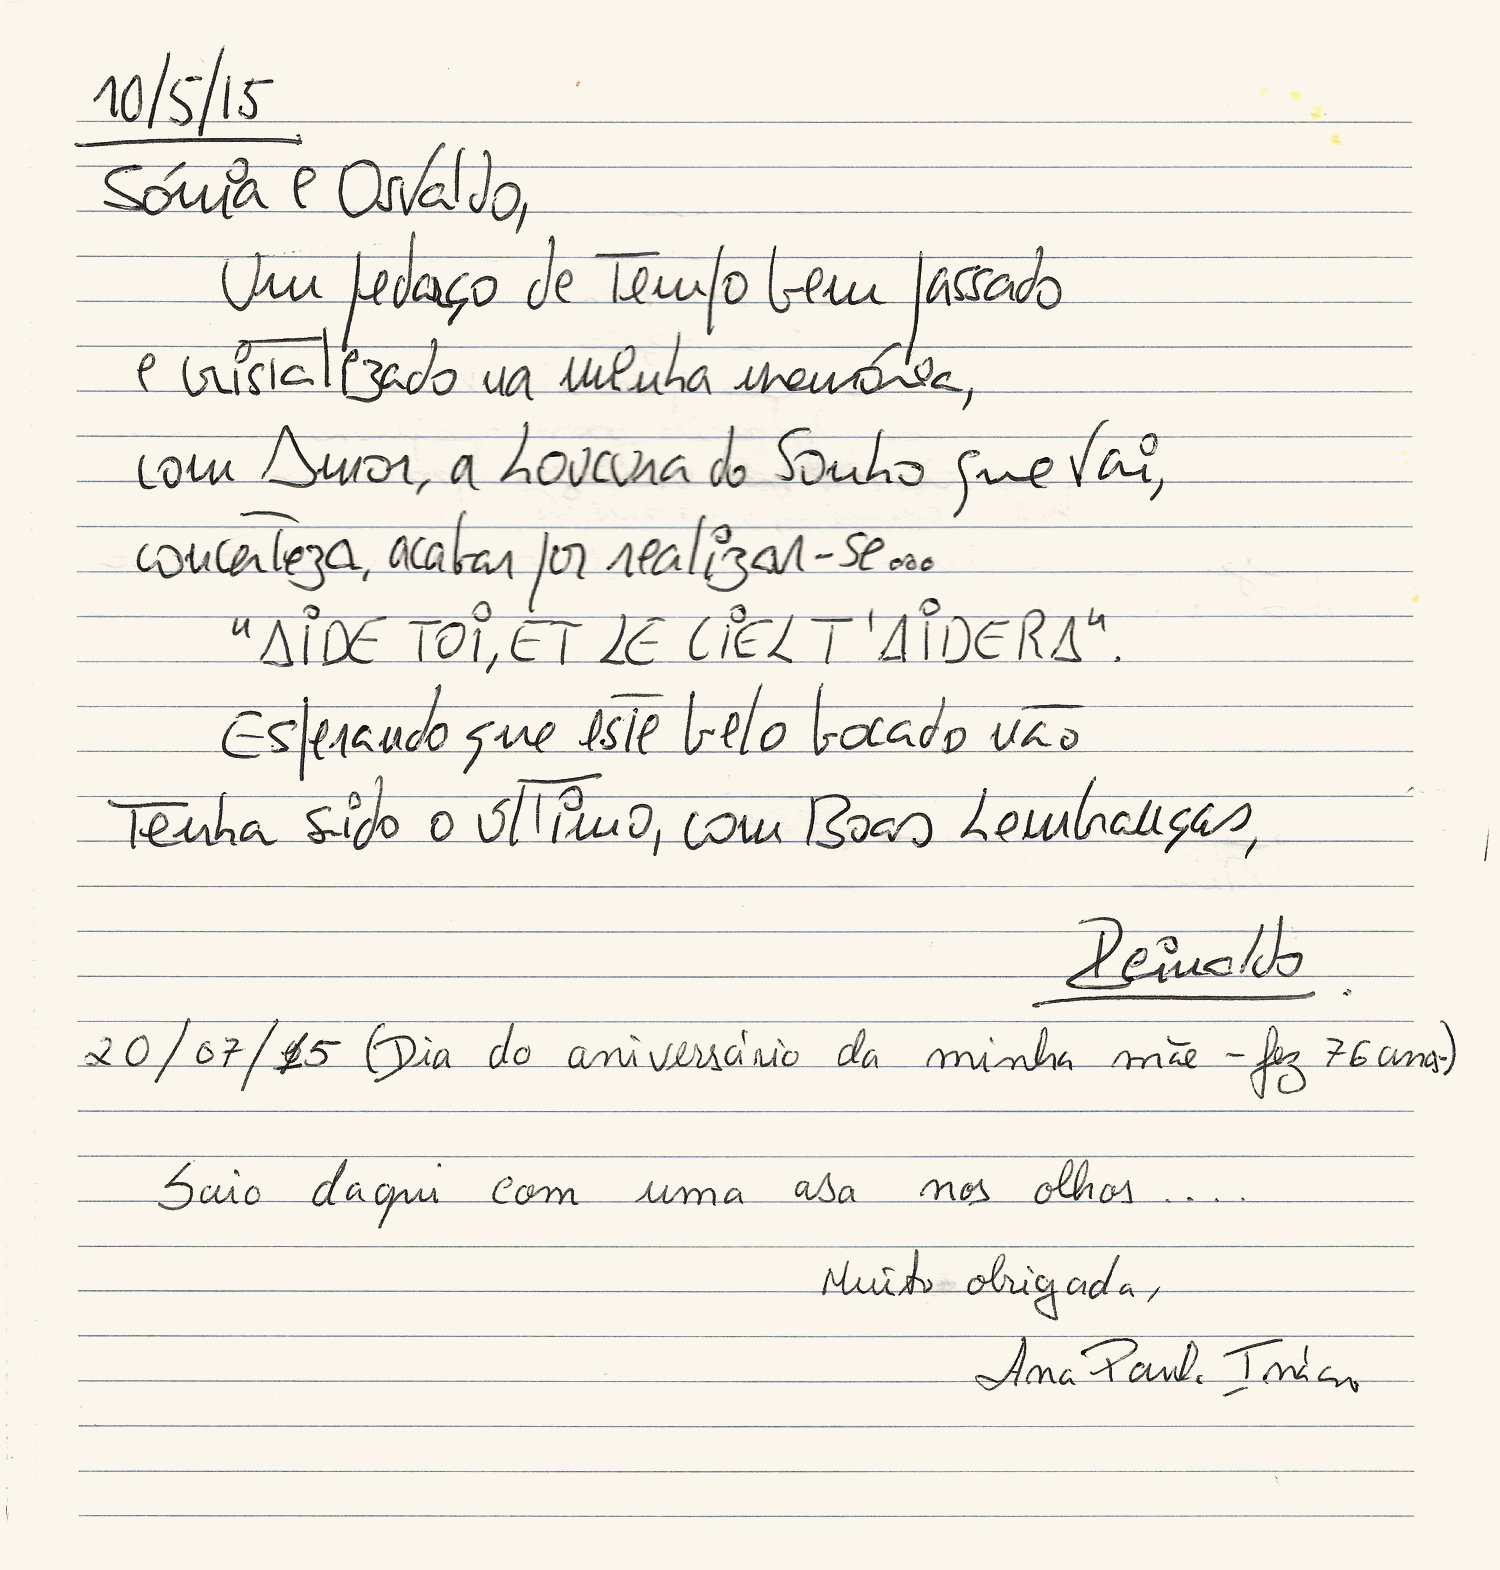 10/5/15
Sónia e Osvaldo,
Um pedaço de Tempo bem passado
e cristalizado na minha memória,
com Amor, a Loucura do Sonho que vai,
concerteza, acabar por realizar-se...
"AIDE TOI, ET LE CIEL T'AIDERA".
Esperando que este belo bocado não
Tenha sido o último, com Boas Lembranças,
Reinaldo.
20/07/15 (Dia do aniversário da minha mãe - fez 76 anos-)
Saio daqui com uma asa nos olhos....
Muito obrigada,
Ana Paula Inácio